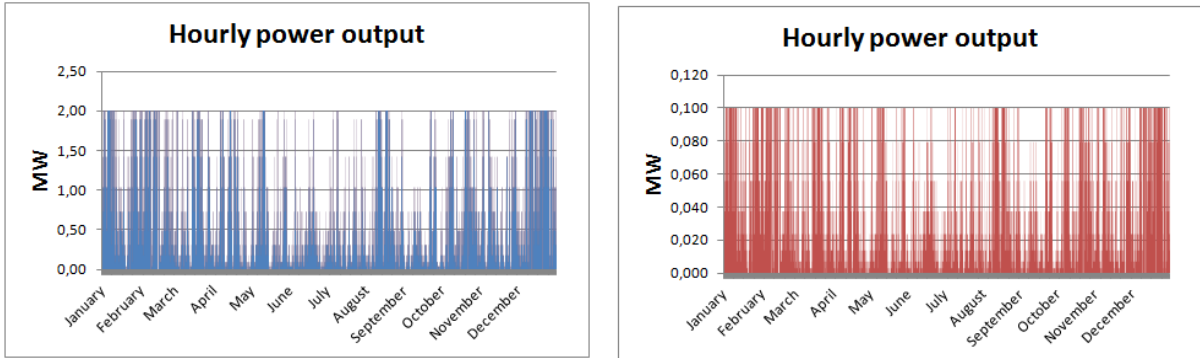 Hourly power output
2,50
2,00
1,50
1,00
0,50
0,00
MW
January
February
March
April
May
June
July
August
September
October
November
December
Hourly power output
0,120
0,100
0,080
0,060
0,040
0,020
0,000
MW
January
February
March
April
May
June
July
August
September
October
November
December